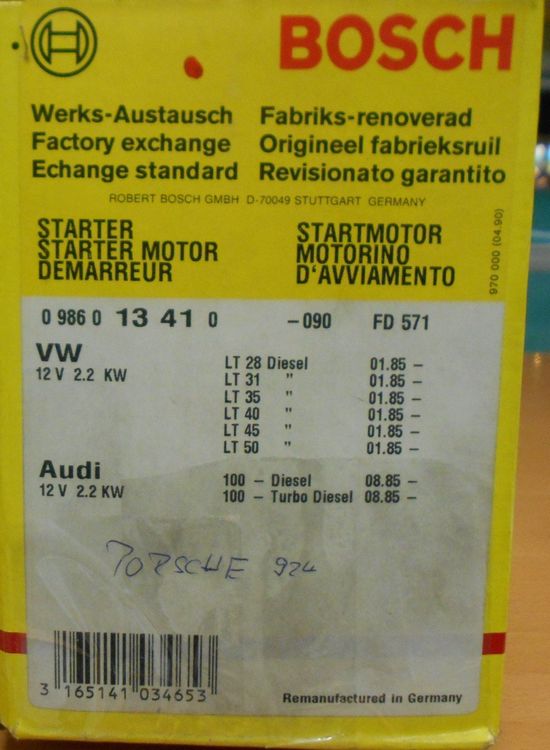 BOSCH
Werks-Austausch Fabriks-renoverad
Factory exchange Origineel fabrieksruil
Echange standard Revisionato garantito
ROBERT BOSCH GMBH D-70049 STUTTGART GERMANY
STARTER STARTMOTOR
STARTER MOTOR MOTORINO
DEMARREUR D'AVVIAMENTO
970 000 (04.90)
0 986 0 13 41 0 -090 FD 571
VW
12 V 2.2 KW
LT 28 Diesel 01.85 -
LT 31 " 01.85 -
LT 35 " 01.85 -
LT 40 " 01.85 -
LT 45 " 01.85 -
LT 50 " 01.85 -
Audi
12 V 2.2 KW
100 - Diesel 08.85 -
100 - Turbo Diesel 08.85 -
PORSCHE 924
3 165141 034653
Remanufactured in Germany